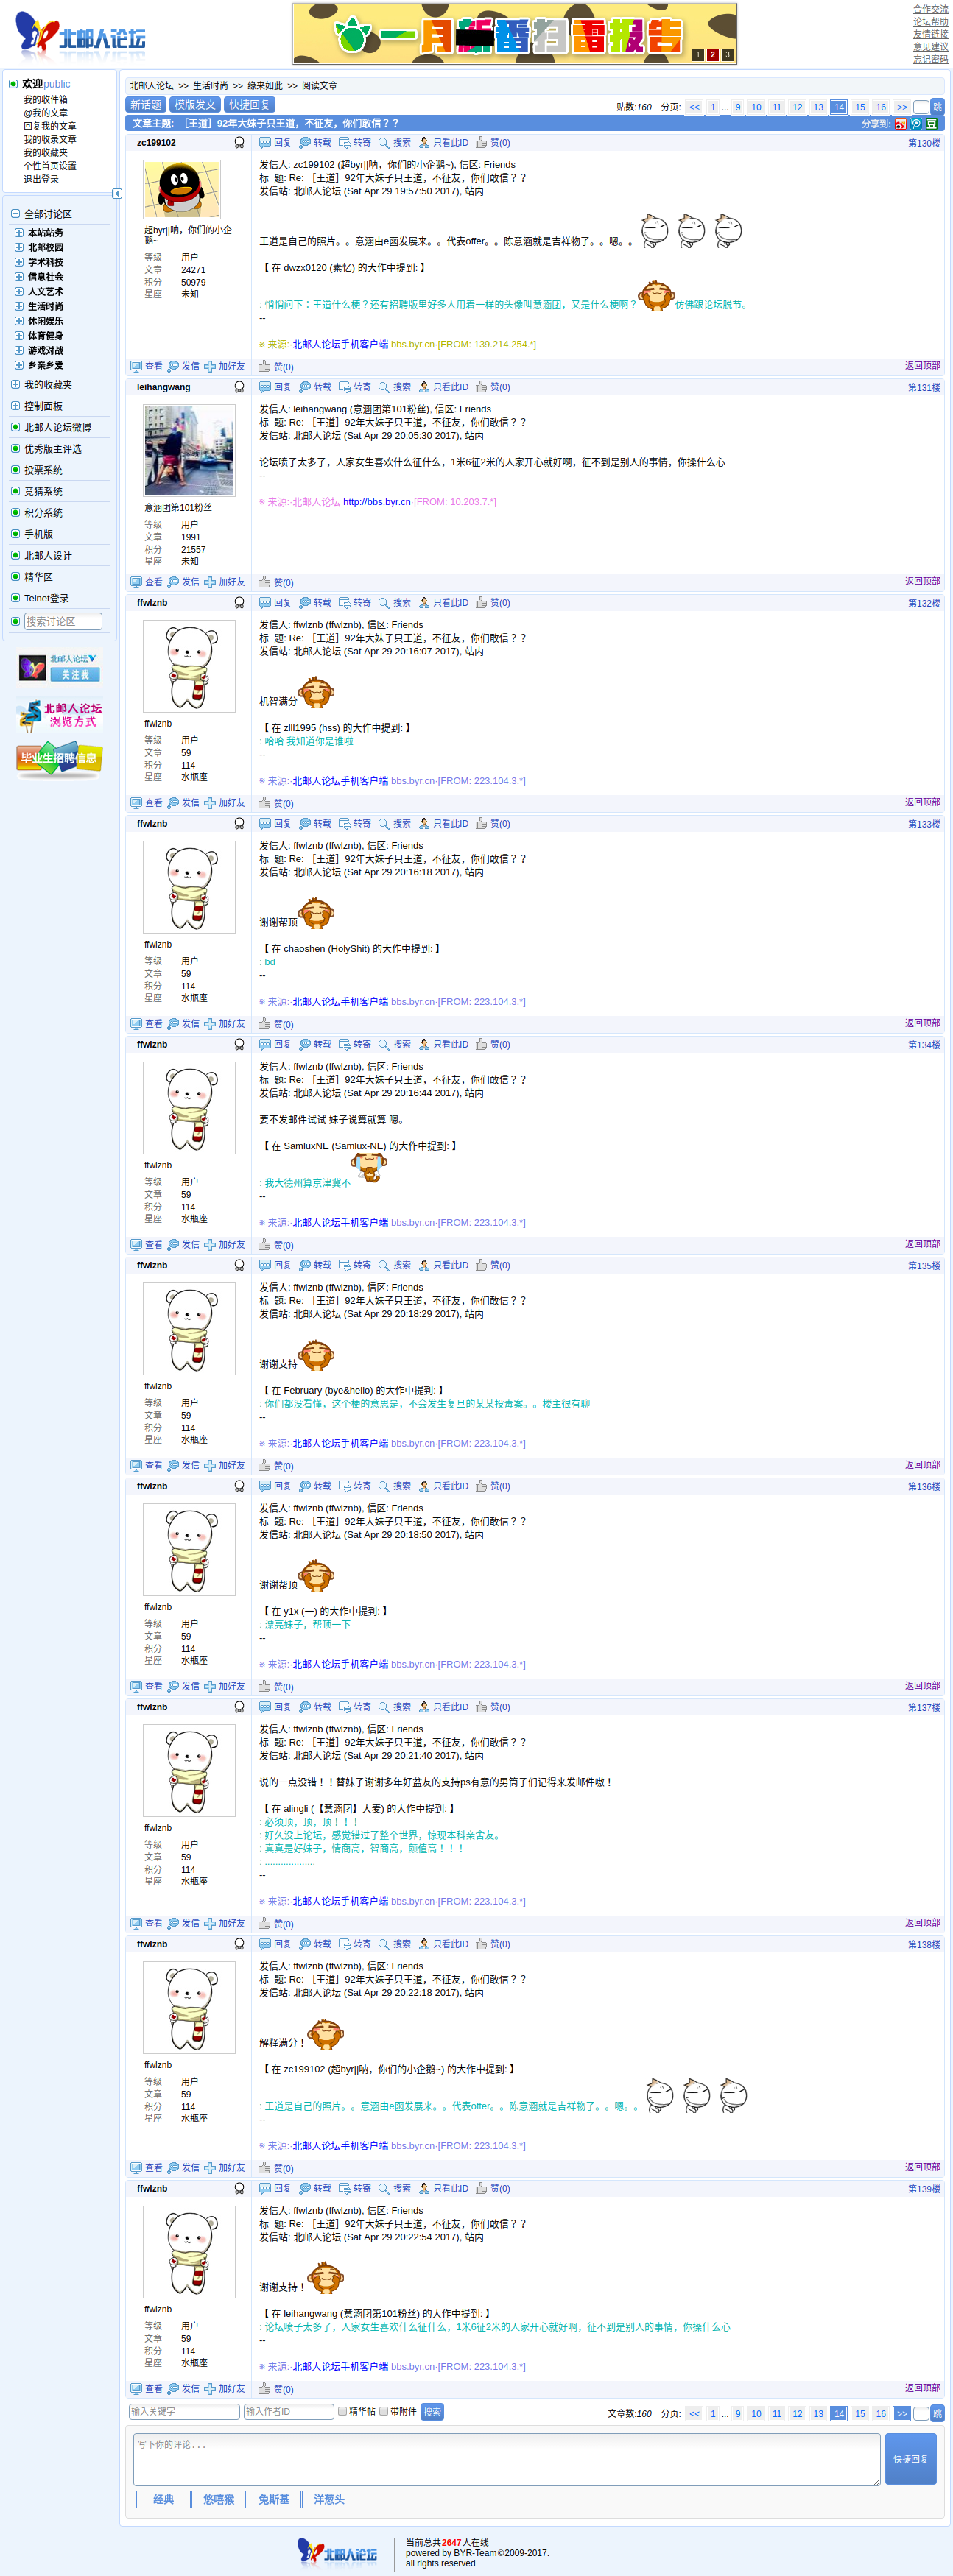 北邮人论坛
一月 新番扫雷报告
1 2 3
合作交流
论坛帮助
友情链接
意见建议
忘记密码
欢迎public
我的收件箱
@我的文章
回复我的文章
我的收录文章
我的收藏夹
个性首页设置
退出登录
全部讨论区
本站站务
北邮校园
学术科技
信息社会
人文艺术
生活时尚
休闲娱乐
体育健身
游戏对战
乡亲乡爱
我的收藏夹
控制面板
北邮人论坛微博
优秀版主评选
投票系统
竞猜系统
积分系统
手机版
北邮人设计
精华区
Telnet登录
搜索讨论区
北邮人论坛
关注我
北邮人论坛
浏览方式
毕业生招聘信息
北邮人论坛 >> 生活时尚 >> 缘来如此 >> 阅读文章
新话题 模版发文 快捷回复
贴数:160 分页: << 1 ... 9 10 11 12 13 14 15 16 >> 跳
文章主题: ［王道］92年大妹子只王道，不征友，你们敢信？？ 分享到:
zc199102 回复 转载 转寄 搜索 只看此ID 赞(0) 第130楼
超byr||呐，你们的小企鹅~
等级 用户
文章 24271
积分 50979
星座 未知
发信人: zc199102 (超byr||呐，你们的小企鹅~), 信区: Friends
标 题: Re: ［王道］92年大妹子只王道，不征友，你们敢信？？
发信站: 北邮人论坛 (Sat Apr 29 19:57:50 2017), 站内
王道是自己的照片。。意涵由e函发展来。。代表offer。。陈意涵就是吉祥物了。。嗯。。
【 在 dwzx0120 (素忆) 的大作中提到: 】
: 悄悄问下：王道什么梗？还有招聘版里好多人用着一样的头像叫意涵团，又是什么梗啊？仿佛跟论坛脱节。
--
※ 来源:·北邮人论坛手机客户端 bbs.byr.cn·[FROM: 139.214.254.*]
查看 发信 加好友 赞(0) 返回顶部
leihangwang 回复 转载 转寄 搜索 只看此ID 赞(0) 第131楼
意涵团第101粉丝
等级 用户
文章 1991
积分 21557
星座 未知
发信人: leihangwang (意涵团第101粉丝), 信区: Friends
标 题: Re: ［王道］92年大妹子只王道，不征友，你们敢信？？
发信站: 北邮人论坛 (Sat Apr 29 20:05:30 2017), 站内
论坛喷子太多了，人家女生喜欢什么征什么，1米6征2米的人家开心就好啊，征不到是别人的事情，你操什么心
--
※ 来源:·北邮人论坛 http://bbs.byr.cn·[FROM: 10.203.7.*]
查看 发信 加好友 赞(0) 返回顶部
ffwlznb 回复 转载 转寄 搜索 只看此ID 赞(0) 第132楼
ffwlznb
等级 用户
文章 59
积分 114
星座 水瓶座
发信人: ffwlznb (ffwlznb), 信区: Friends
标 题: Re: ［王道］92年大妹子只王道，不征友，你们敢信？？
发信站: 北邮人论坛 (Sat Apr 29 20:16:07 2017), 站内
机智满分
【 在 zlll1995 (hss) 的大作中提到: 】
: 哈哈 我知道你是谁啦
--
※ 来源:·北邮人论坛手机客户端 bbs.byr.cn·[FROM: 223.104.3.*]
查看 发信 加好友 赞(0) 返回顶部
ffwlznb 回复 转载 转寄 搜索 只看此ID 赞(0) 第133楼
ffwlznb
等级 用户
文章 59
积分 114
星座 水瓶座
发信人: ffwlznb (ffwlznb), 信区: Friends
标 题: Re: ［王道］92年大妹子只王道，不征友，你们敢信？？
发信站: 北邮人论坛 (Sat Apr 29 20:16:18 2017), 站内
谢谢帮顶
【 在 chaoshen (HolyShit) 的大作中提到: 】
: bd
--
※ 来源:·北邮人论坛手机客户端 bbs.byr.cn·[FROM: 223.104.3.*]
查看 发信 加好友 赞(0) 返回顶部
ffwlznb 回复 转载 转寄 搜索 只看此ID 赞(0) 第134楼
ffwlznb
等级 用户
文章 59
积分 114
星座 水瓶座
发信人: ffwlznb (ffwlznb), 信区: Friends
标 题: Re: ［王道］92年大妹子只王道，不征友，你们敢信？？
发信站: 北邮人论坛 (Sat Apr 29 20:16:44 2017), 站内
要不发邮件试试 妹子说算就算 嗯。
【 在 SamluxNE (Samlux-NE) 的大作中提到: 】
: 我大德州算京津冀不
--
※ 来源:·北邮人论坛手机客户端 bbs.byr.cn·[FROM: 223.104.3.*]
查看 发信 加好友 赞(0) 返回顶部
ffwlznb 回复 转载 转寄 搜索 只看此ID 赞(0) 第135楼
ffwlznb
等级 用户
文章 59
积分 114
星座 水瓶座
发信人: ffwlznb (ffwlznb), 信区: Friends
标 题: Re: ［王道］92年大妹子只王道，不征友，你们敢信？？
发信站: 北邮人论坛 (Sat Apr 29 20:18:29 2017), 站内
谢谢支持
【 在 February (bye&hello) 的大作中提到: 】
: 你们都没看懂，这个梗的意思是，不会发生复旦的某某投毒案。。楼主很有聊
--
※ 来源:·北邮人论坛手机客户端 bbs.byr.cn·[FROM: 223.104.3.*]
查看 发信 加好友 赞(0) 返回顶部
ffwlznb 回复 转载 转寄 搜索 只看此ID 赞(0) 第136楼
ffwlznb
等级 用户
文章 59
积分 114
星座 水瓶座
发信人: ffwlznb (ffwlznb), 信区: Friends
标 题: Re: ［王道］92年大妹子只王道，不征友，你们敢信？？
发信站: 北邮人论坛 (Sat Apr 29 20:18:50 2017), 站内
谢谢帮顶
【 在 y1x (一) 的大作中提到: 】
: 漂亮妹子，帮顶一下
--
※ 来源:·北邮人论坛手机客户端 bbs.byr.cn·[FROM: 223.104.3.*]
查看 发信 加好友 赞(0) 返回顶部
ffwlznb 回复 转载 转寄 搜索 只看此ID 赞(0) 第137楼
ffwlznb
等级 用户
文章 59
积分 114
星座 水瓶座
发信人: ffwlznb (ffwlznb), 信区: Friends
标 题: Re: ［王道］92年大妹子只王道，不征友，你们敢信？？
发信站: 北邮人论坛 (Sat Apr 29 20:21:40 2017), 站内
说的一点没错！！替妹子谢谢多年好盆友的支持ps有意的男筒子们记得来发邮件嗷！
【 在 alingli (【意涵团】大麦) 的大作中提到: 】
: 必须顶，顶，顶！！！
: 好久没上论坛，感觉错过了整个世界，惊现本科亲舍友。
: 真真是好妹子，情商高，智商高，颜值高！！！
: ...................
--
※ 来源:·北邮人论坛手机客户端 bbs.byr.cn·[FROM: 223.104.3.*]
查看 发信 加好友 赞(0) 返回顶部
ffwlznb 回复 转载 转寄 搜索 只看此ID 赞(0) 第138楼
ffwlznb
等级 用户
文章 59
积分 114
星座 水瓶座
发信人: ffwlznb (ffwlznb), 信区: Friends
标 题: Re: ［王道］92年大妹子只王道，不征友，你们敢信？？
发信站: 北邮人论坛 (Sat Apr 29 20:22:18 2017), 站内
解释满分！
【 在 zc199102 (超byr||呐，你们的小企鹅~) 的大作中提到: 】
: 王道是自己的照片。。意涵由e函发展来。。代表offer。。陈意涵就是吉祥物了。。嗯。。
--
※ 来源:·北邮人论坛手机客户端 bbs.byr.cn·[FROM: 223.104.3.*]
查看 发信 加好友 赞(0) 返回顶部
ffwlznb 回复 转载 转寄 搜索 只看此ID 赞(0) 第139楼
ffwlznb
等级 用户
文章 59
积分 114
星座 水瓶座
发信人: ffwlznb (ffwlznb), 信区: Friends
标 题: Re: ［王道］92年大妹子只王道，不征友，你们敢信？？
发信站: 北邮人论坛 (Sat Apr 29 20:22:54 2017), 站内
谢谢支持！
【 在 leihangwang (意涵团第101粉丝) 的大作中提到: 】
: 论坛喷子太多了，人家女生喜欢什么征什么，1米6征2米的人家开心就好啊，征不到是别人的事情，你操什么心
--
※ 来源:·北邮人论坛手机客户端 bbs.byr.cn·[FROM: 223.104.3.*]
查看 发信 加好友 赞(0) 返回顶部
输入关键字 输入作者ID 精华帖 带附件 搜索
文章数:160 分页: << 1 ... 9 10 11 12 13 14 15 16 >> 跳
写下你的评论...
快捷回复
经典 悠嘻猴 兔斯基 洋葱头
北邮人论坛
当前总共2647人在线
powered by BYR-Team©2009-2017.
all rights reserved